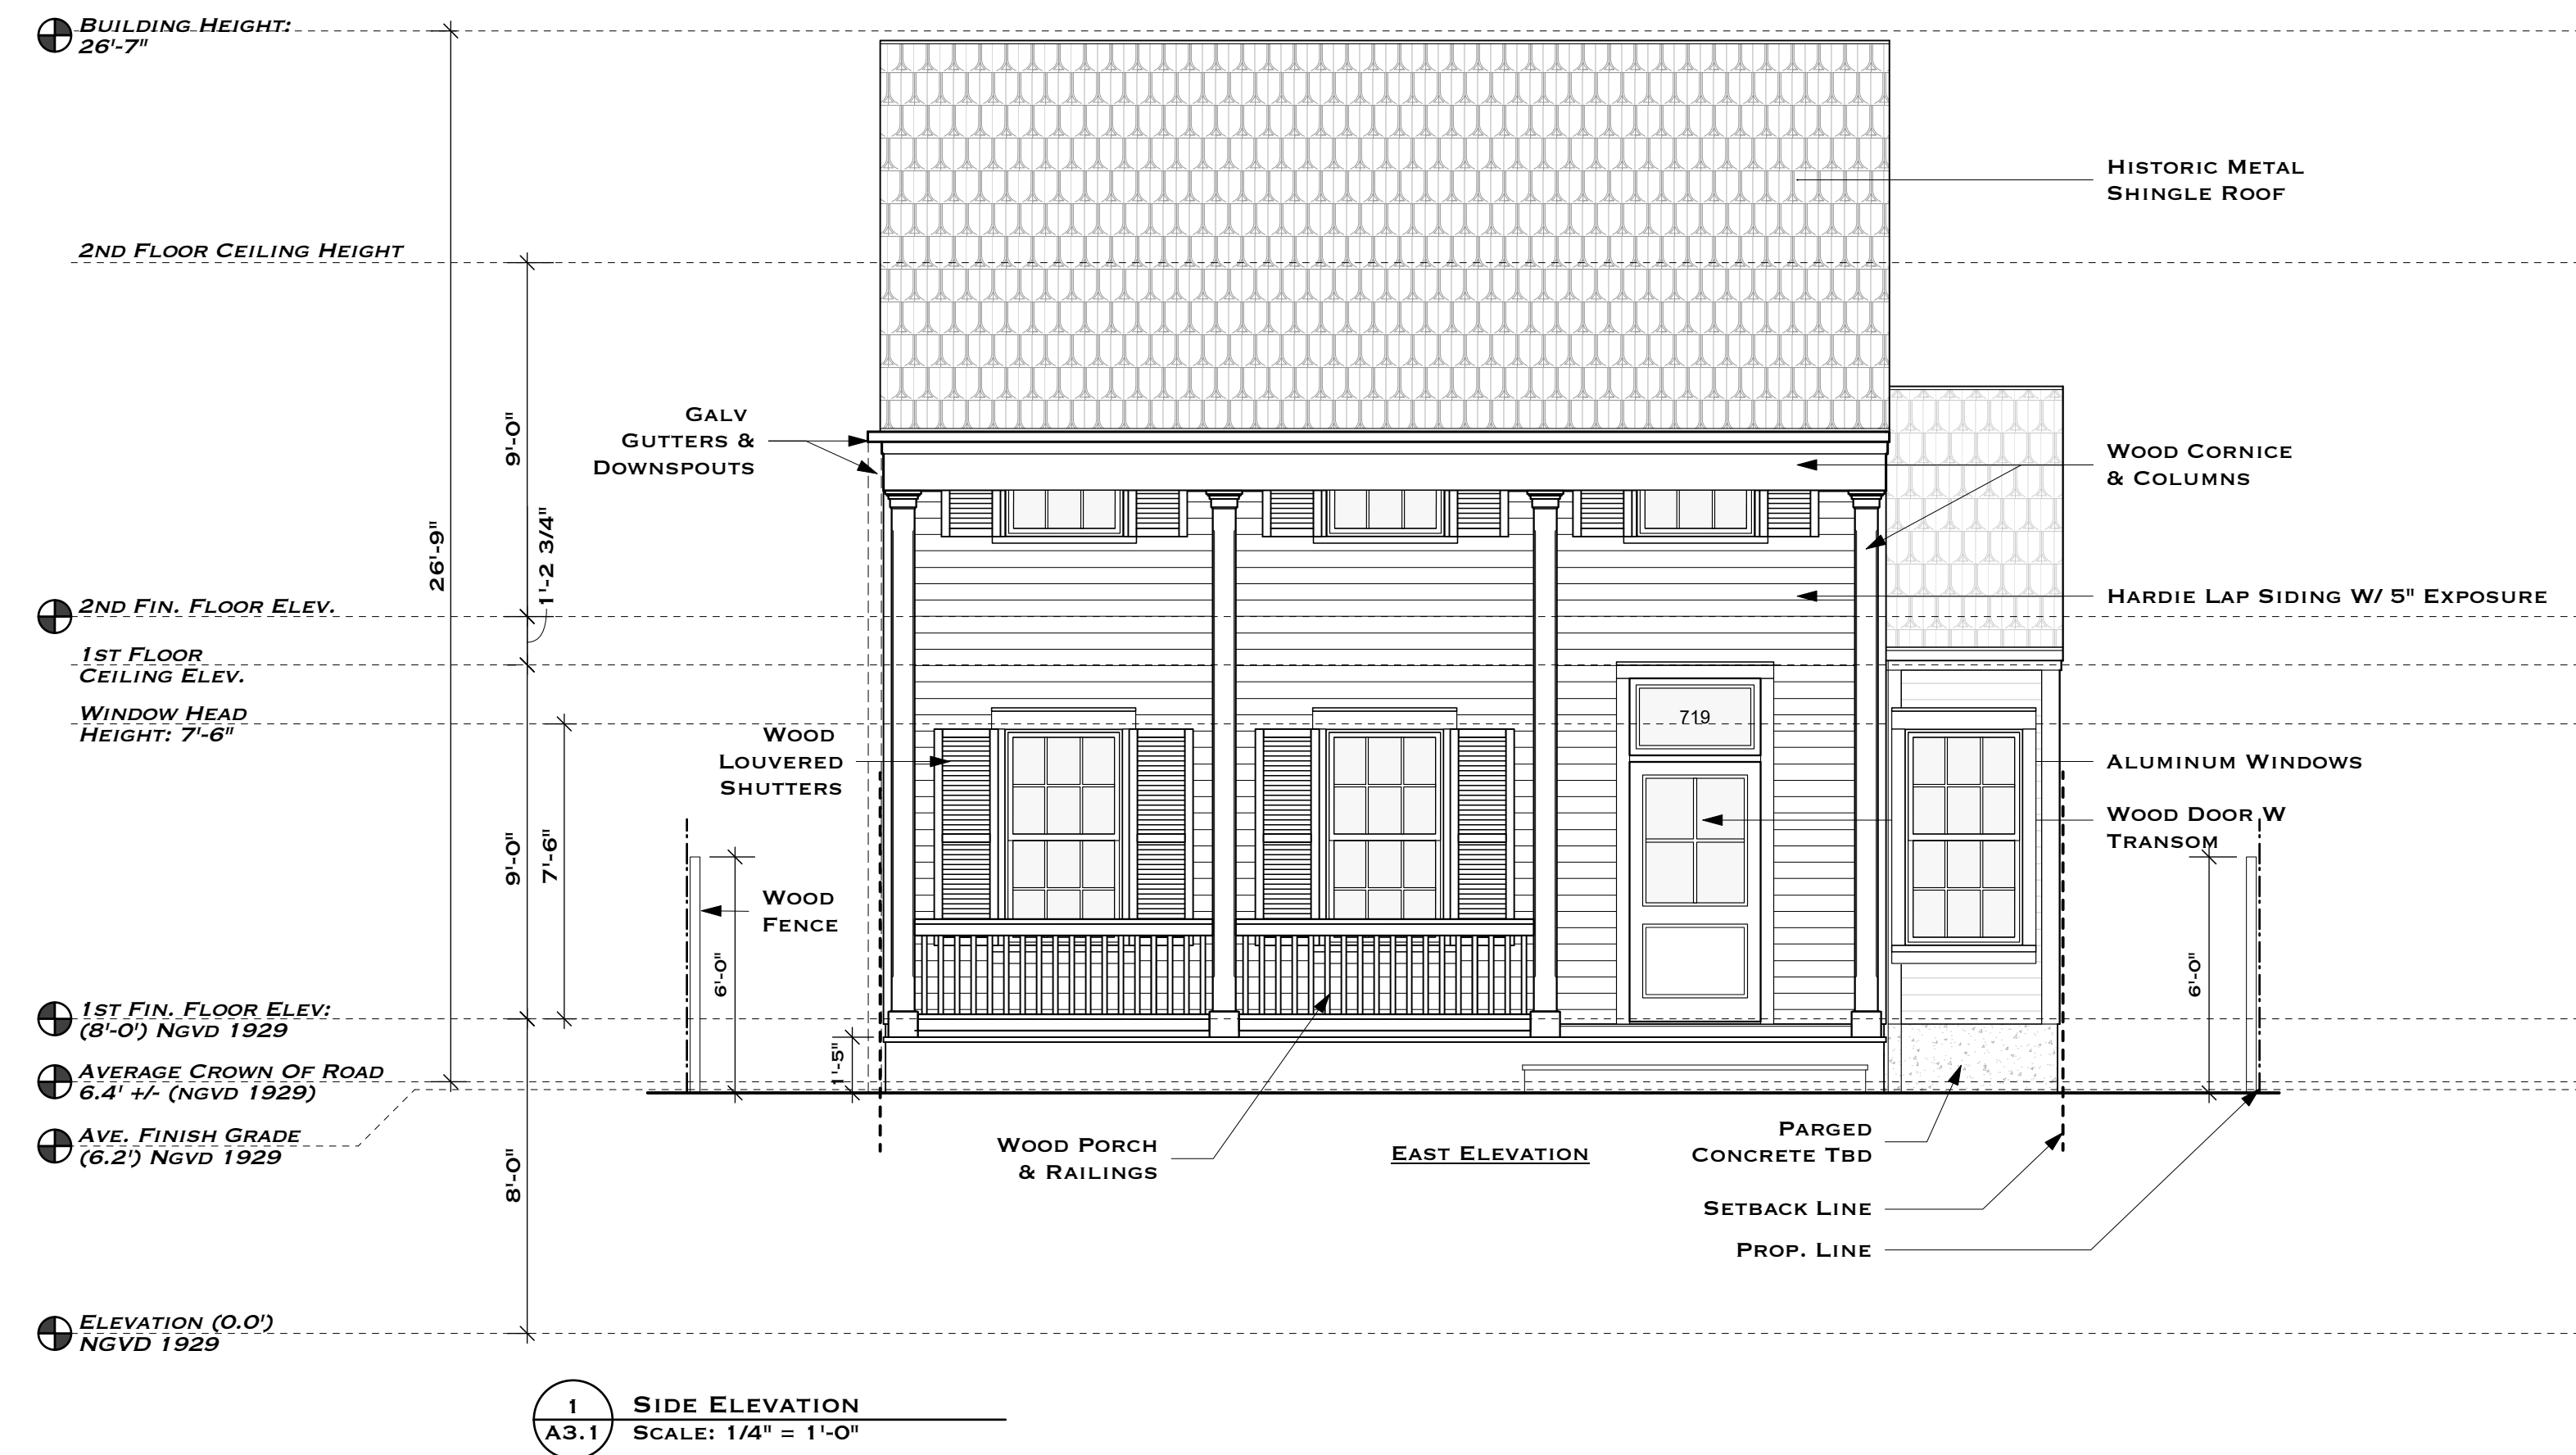 BUILDING HEIGHT:
26'-7"
2ND FLOOR CEILING HEIGHT
2ND FIN. FLOOR ELEV.
1ST FLOOR
CEILING ELEV.
WINDOW HEAD
HEIGHT: 7'-6"
1ST FIN. FLOOR ELEV:
(8'-0') NGVD 1929
AVERAGE CROWN OF ROAD
6.4' +/- (NGVD 1929)
AVE. FINISH GRADE
(6.2') NGVD 1929
ELEVATION (0.0')
NGVD 1929
26'-9"
9'-0"
1'-2 3/4"
9'-0"
7'-6"
8'-0"
GALV
GUTTERS &
DOWNSPOUTS
WOOD
LOUVERED
SHUTTERS
WOOD
FENCE
6'-0"
1'-5"
719
HISTORIC METAL
SHINGLE ROOF
WOOD CORNICE
& COLUMNS
HARDIE LAP SIDING W/ 5" EXPOSURE
ALUMINUM WINDOWS
WOOD DOOR W
TRANSOM
6'-0"
WOOD PORCH
& RAILINGS
EAST ELEVATION
PARGED
CONCRETE TBD
SETBACK LINE
PROP. LINE
1
A3.1
SIDE ELEVATION
SCALE: 1/4" = 1'-0"